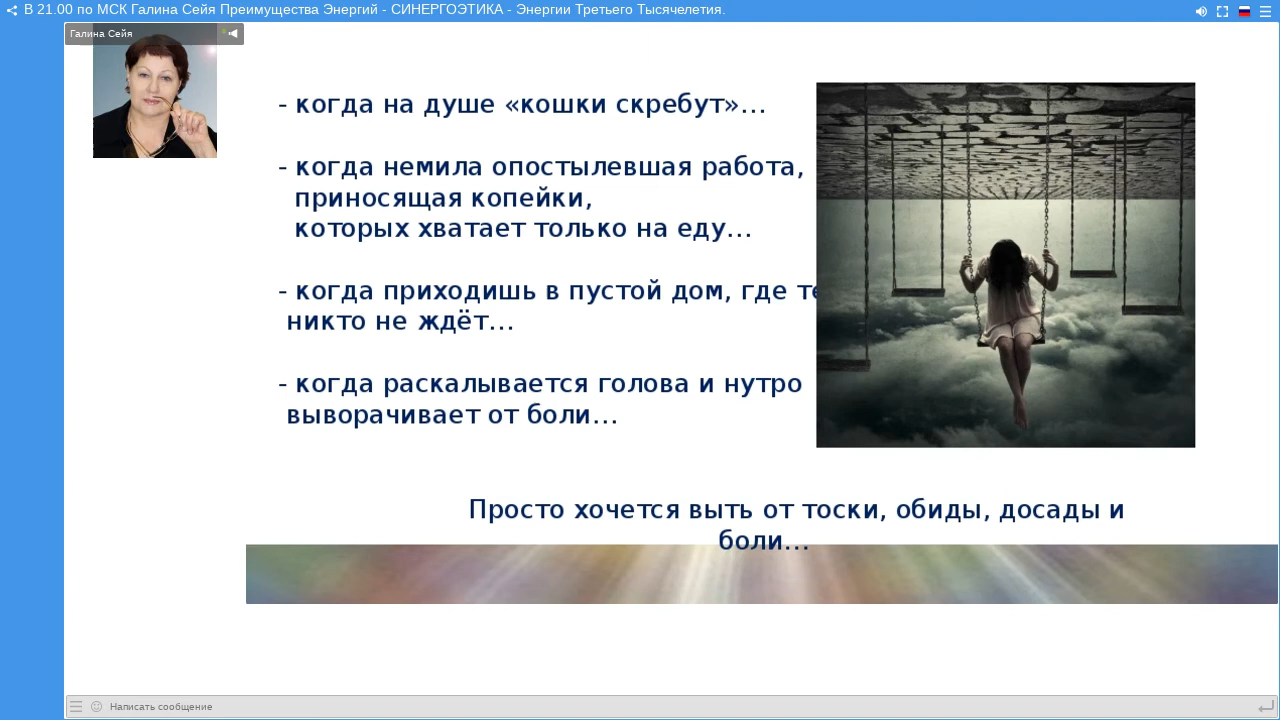 В 21.00 по МСК Галина Сейя Преимущества Энергий - СИНЕРГОЭТИКА - Энергии Третьего Тысячелетия.
Галина Сейя
- когда на душе «кошки скребут»...
- когда немила опостылевшая работа,
приносящая копейки,
которых хватает только на еду...
- когда приходишь в пустой дом, где
никто не ждёт...
- когда раскалывается голова и нутро
выворачивает от боли...
Просто хочется выть от тоски, обиды, досады и
боли...
Написать сообщение